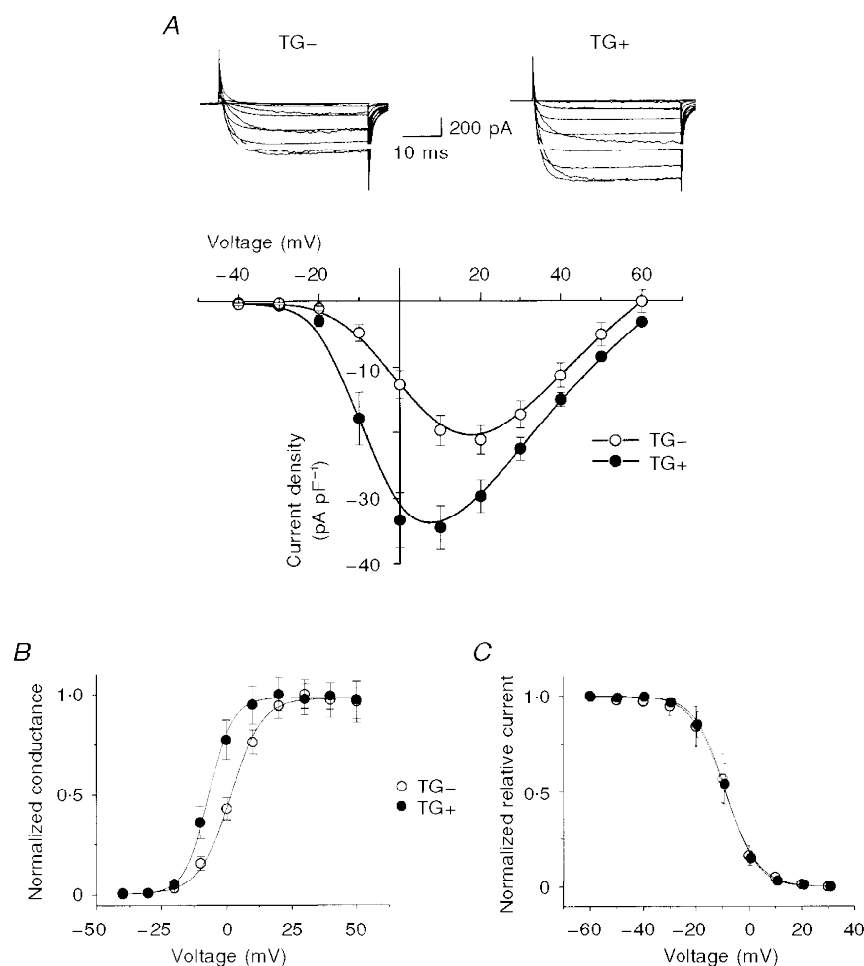 A
TG−
TG+
200 pA
10 ms
Voltage (mV)
−40
−20
20
40
60
−10
−30
−40
Current density
(pA pF⁻¹)
TG−
TG+
B
Normalized conductance
1·0
0·5
0
−50
−25
0
25
50
Voltage (mV)
TG−
TG+
C
Normalized relative current
1·0
0·5
0
−60
−40
−20
0
20
40
Voltage (mV)